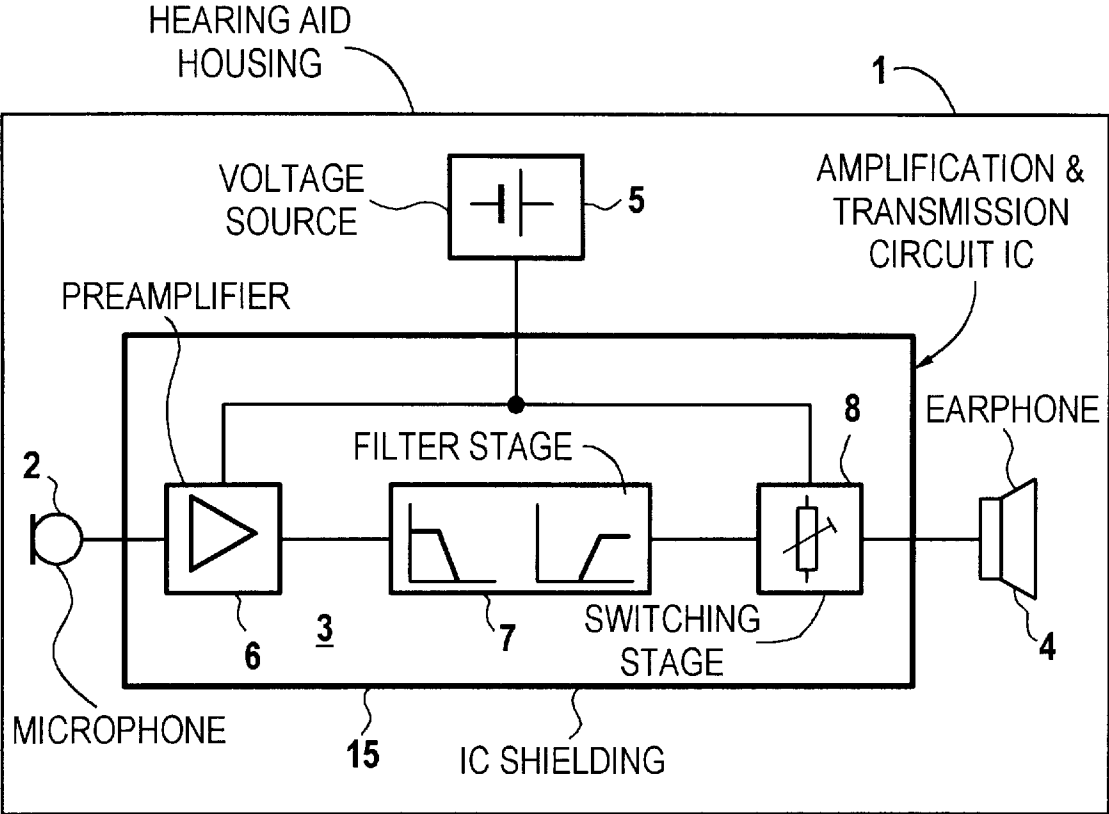 HEARING AID
HOUSING
1
VOLTAGE
SOURCE
5
AMPLIFICATION &
TRANSMISSION
CIRCUIT IC
PREAMPLIFIER
8
EARPHONE
FILTER STAGE
2
6
3
7
SWITCHING
STAGE
4
MICROPHONE
15
IC SHIELDING